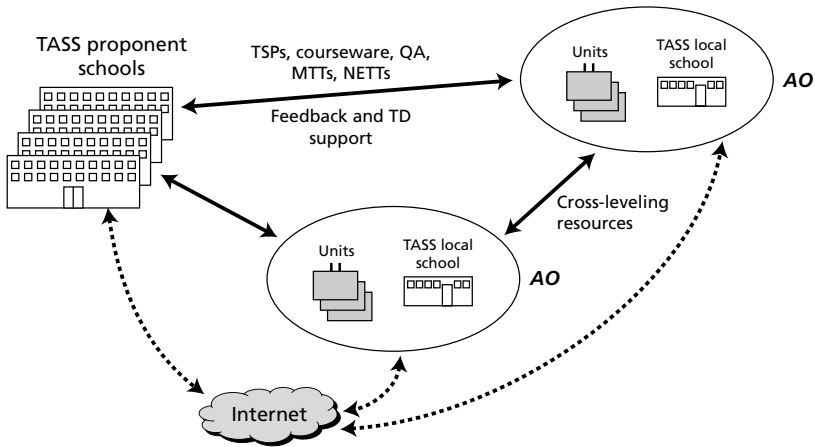 TASS proponent
schools
TSPs, courseware, QA,
MTTs, NETTs
Feedback and TD
support
Units
TASS local
school
AO
Cross-leveling
resources
Units
TASS local
school
AO
Internet